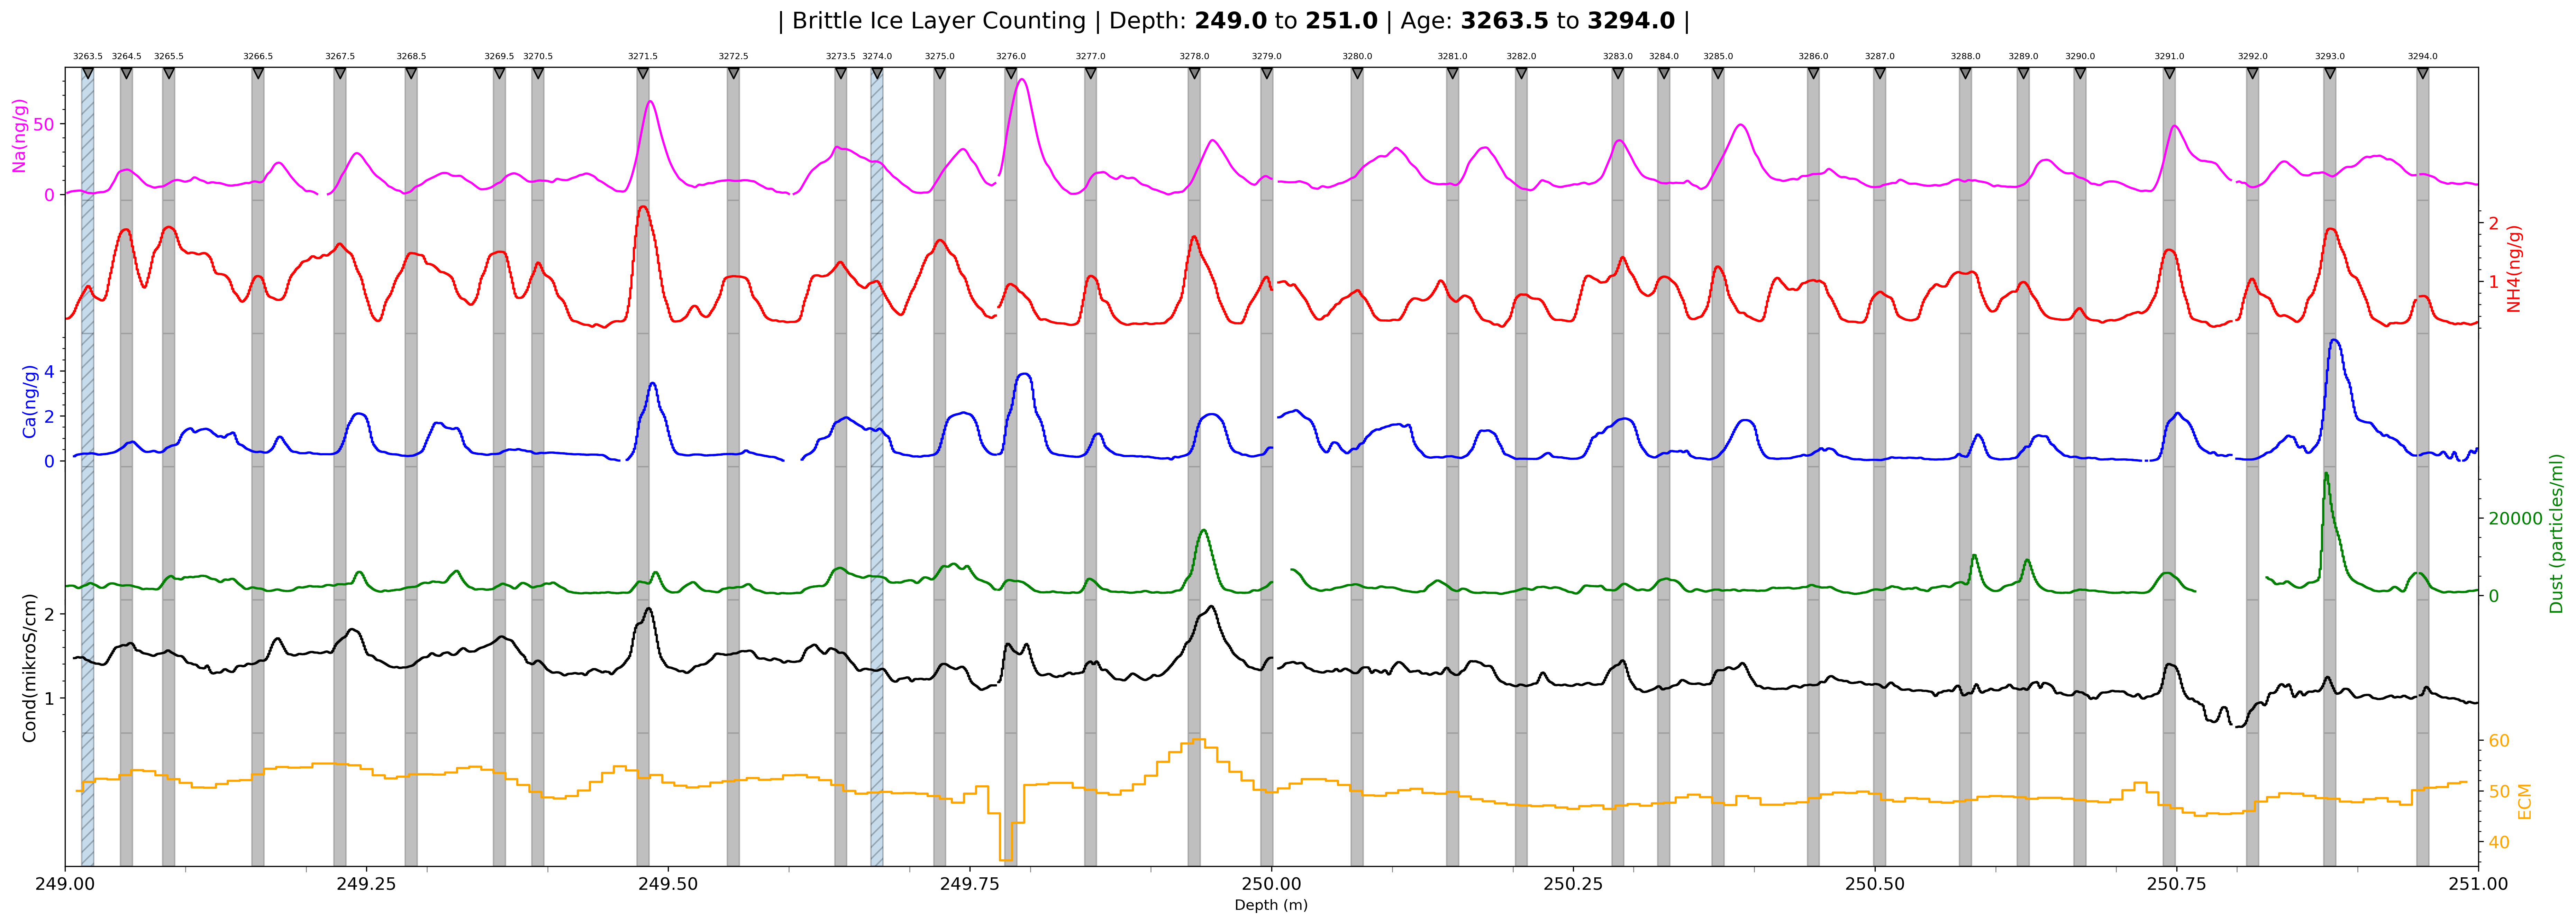 | Brittle Ice Layer Counting | Depth: 249.0 to 251.0 | Age: 3263.5 to 3294.0 |
3263.5 3264.5 3265.5 3266.5 3267.5 3268.5 3269.5 3270.5 3271.5 3272.5 3273.5 3274.0 3275.0 3276.0 3277.0 3278.0 3279.0 3280.0 3281.0 3282.0 3283.0 3284.0 3285.0 3286.0 3287.0 3288.0 3289.0 3290.0 3291.0 3292.0 3293.0 3294.0
Na(ng/g)
50
0
NH4(ng/g)
2
1
Ca(ng/g)
4
2
0
Dust (particles/ml)
20000
0
Cond(mikroS/cm)
2
1
ECM
60
50
40
249.00 249.25 249.50 249.75 250.00 250.25 250.50 250.75 251.00
Depth (m)